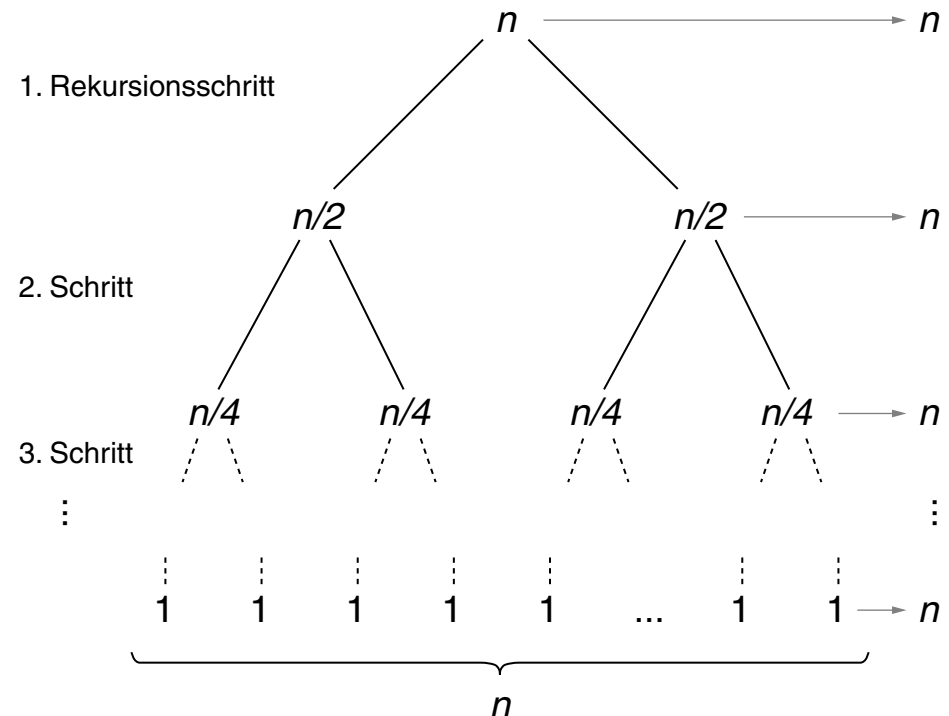 n n
1. Rekursionsschritt
n/2 n/2 n
2. Schritt
n/4 n/4 n/4 n/4 n
3. Schritt
⋮ ⋮
1 1 1 1 1 ... 1 1 n
n